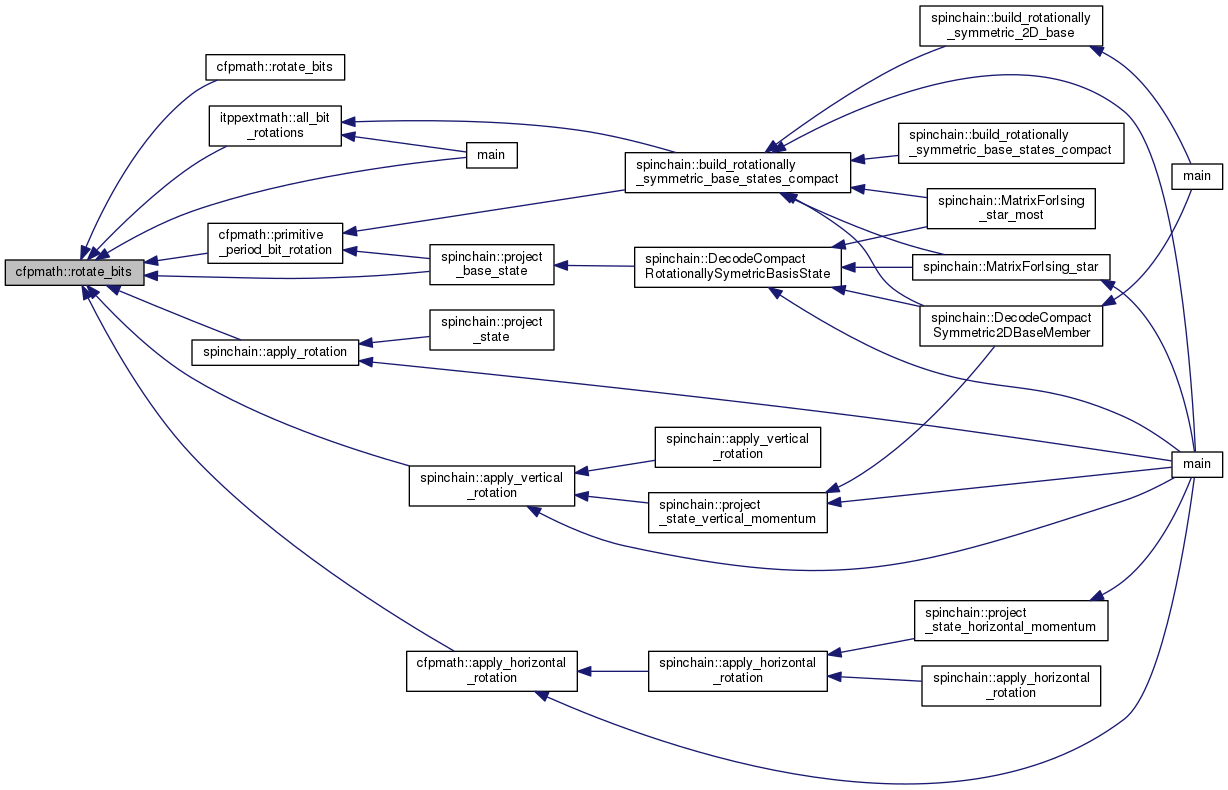 spinchain::build_rotationally
_symmetric_2D_base
cfpmath::rotate_bits
itppextmath::all_bit
_rotations
main
spinchain::build_rotationally
_symmetric_base_states_compact
spinchain::build_rotationally
_symmetric_base_states_compact
main
spinchain::MatrixForIsing
_star_most
cfpmath::primitive
_period_bit_rotation
cfpmath::rotate_bits
spinchain::project
_base_state
spinchain::DecodeCompact
RotationallySymetricBasisState
spinchain::MatrixForIsing_star
spinchain::DecodeCompact
Symmetric2DBaseMember
spinchain::project
_state
spinchain::apply_rotation
spinchain::apply_vertical
_rotation
main
spinchain::apply_vertical
_rotation
spinchain::project
_state_vertical_momentum
spinchain::project
_state_horizontal_momentum
cfpmath::apply_horizontal
_rotation
spinchain::apply_horizontal
_rotation
spinchain::apply_horizontal
_rotation